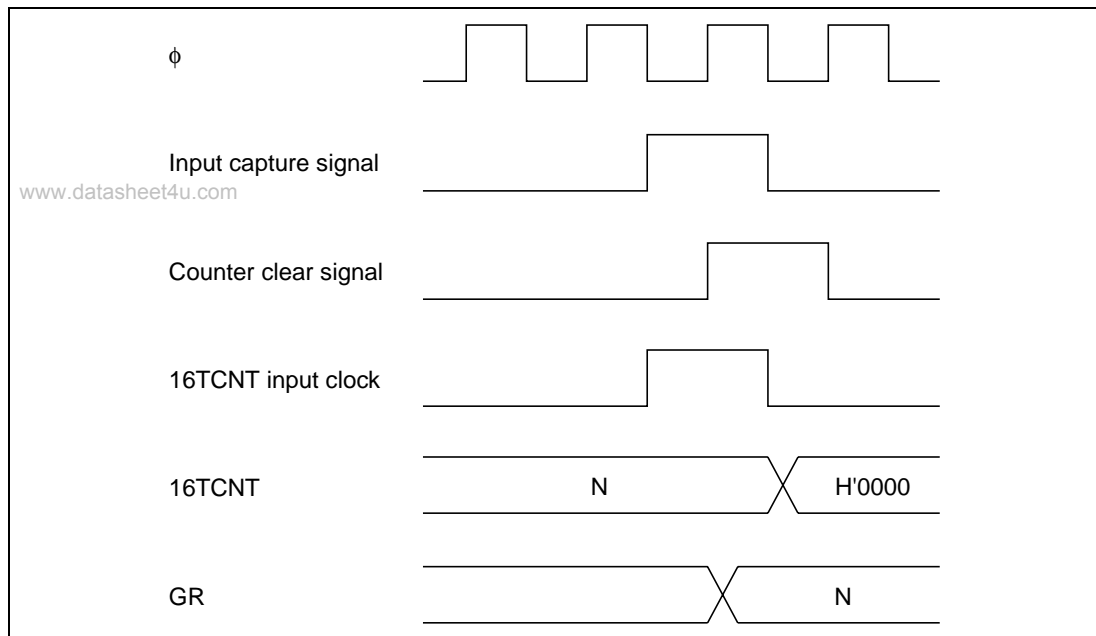 ϕ
Input capture signal
www.datasheet4u.com
Counter clear signal
16TCNT input clock
16TCNT
N
H'0000
GR
N